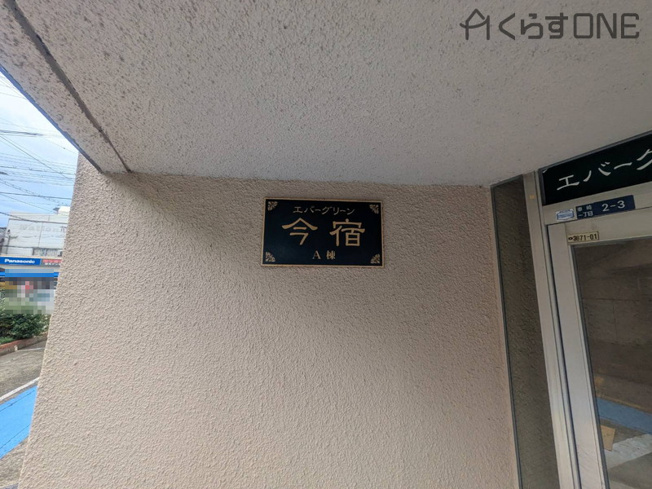 くらすONE
エバーグリーン
今宿
A棟
エバーグ
2-3
Panasonic